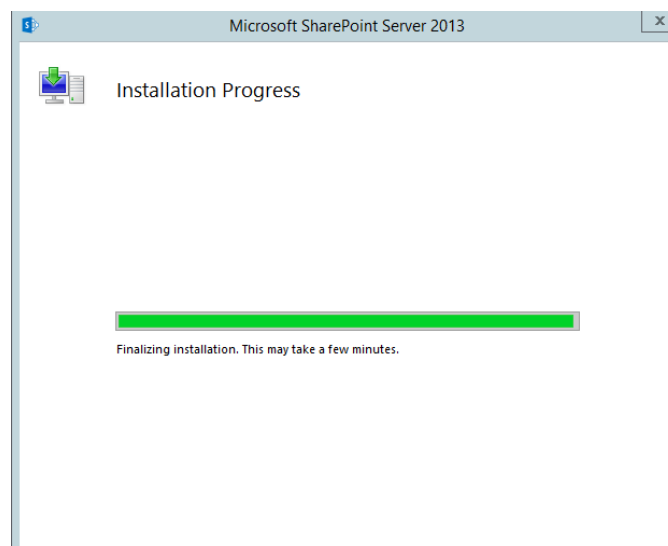 Microsoft SharePoint Server 2013
x
Installation Progress
Finalizing installation. This may take a few minutes.